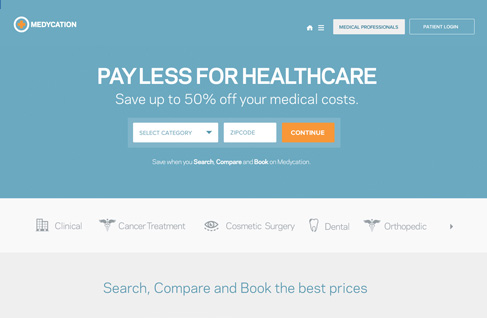 MEDYCATION
MEDICAL PROFESSIONALS
PATIENT LOGIN
PAY LESS FOR HEALTHCARE
Save up to 50% off your medical costs.
SELECT CATEGORY
ZIPCODE
CONTINUE
Save when you Search, Compare and Book on Medycation.
Clinical
Cancer Treatment
Cosmetic Surgery
Dental
Orthopedic
Search, Compare and Book the best prices